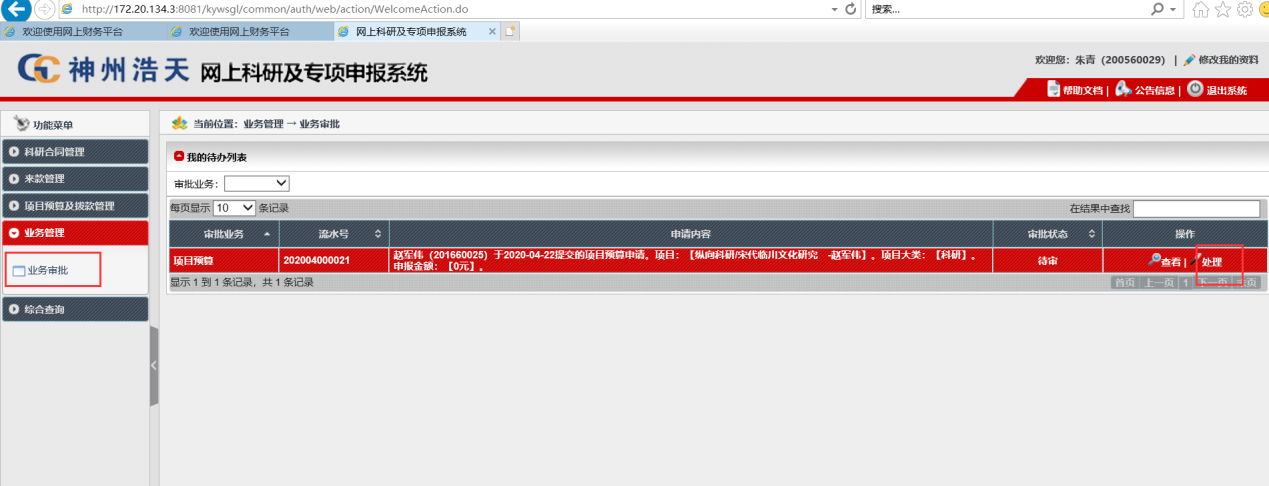 http://172.20.134.3:8081/kywsgl/common/auth/web/action/WelcomeAction.do
搜索...
欢迎使用网上财务平台
欢迎使用网上财务平台
网上科研及专项申报系统
神州浩天 网上科研及专项申报系统
欢迎您：朱青 (200560029) | 修改我的资料
帮助文档 | 公告信息 | 退出系统
功能菜单
当前位置：业务管理 → 业务审批
科研合同管理
来款管理
项目预算及拨款管理
业务管理
业务审批
综合查询
我的待办列表
审批业务：
每页显示 10 条记录
在结果中查找
审批业务 流水号 申请内容 审批状态 操作
项目预算 202004000021 赵军伟（201660025）于2020-04-22提交的项目预算申请。项目：【纵向科研/宋代临川文化研究 -赵军伟】。项目大类：【科研】。
申报金额：【0元】。
待审 查看 | 处理
显示 1 到 1 条记录，共 1 条记录
首页 上一页 1 下一页 末页